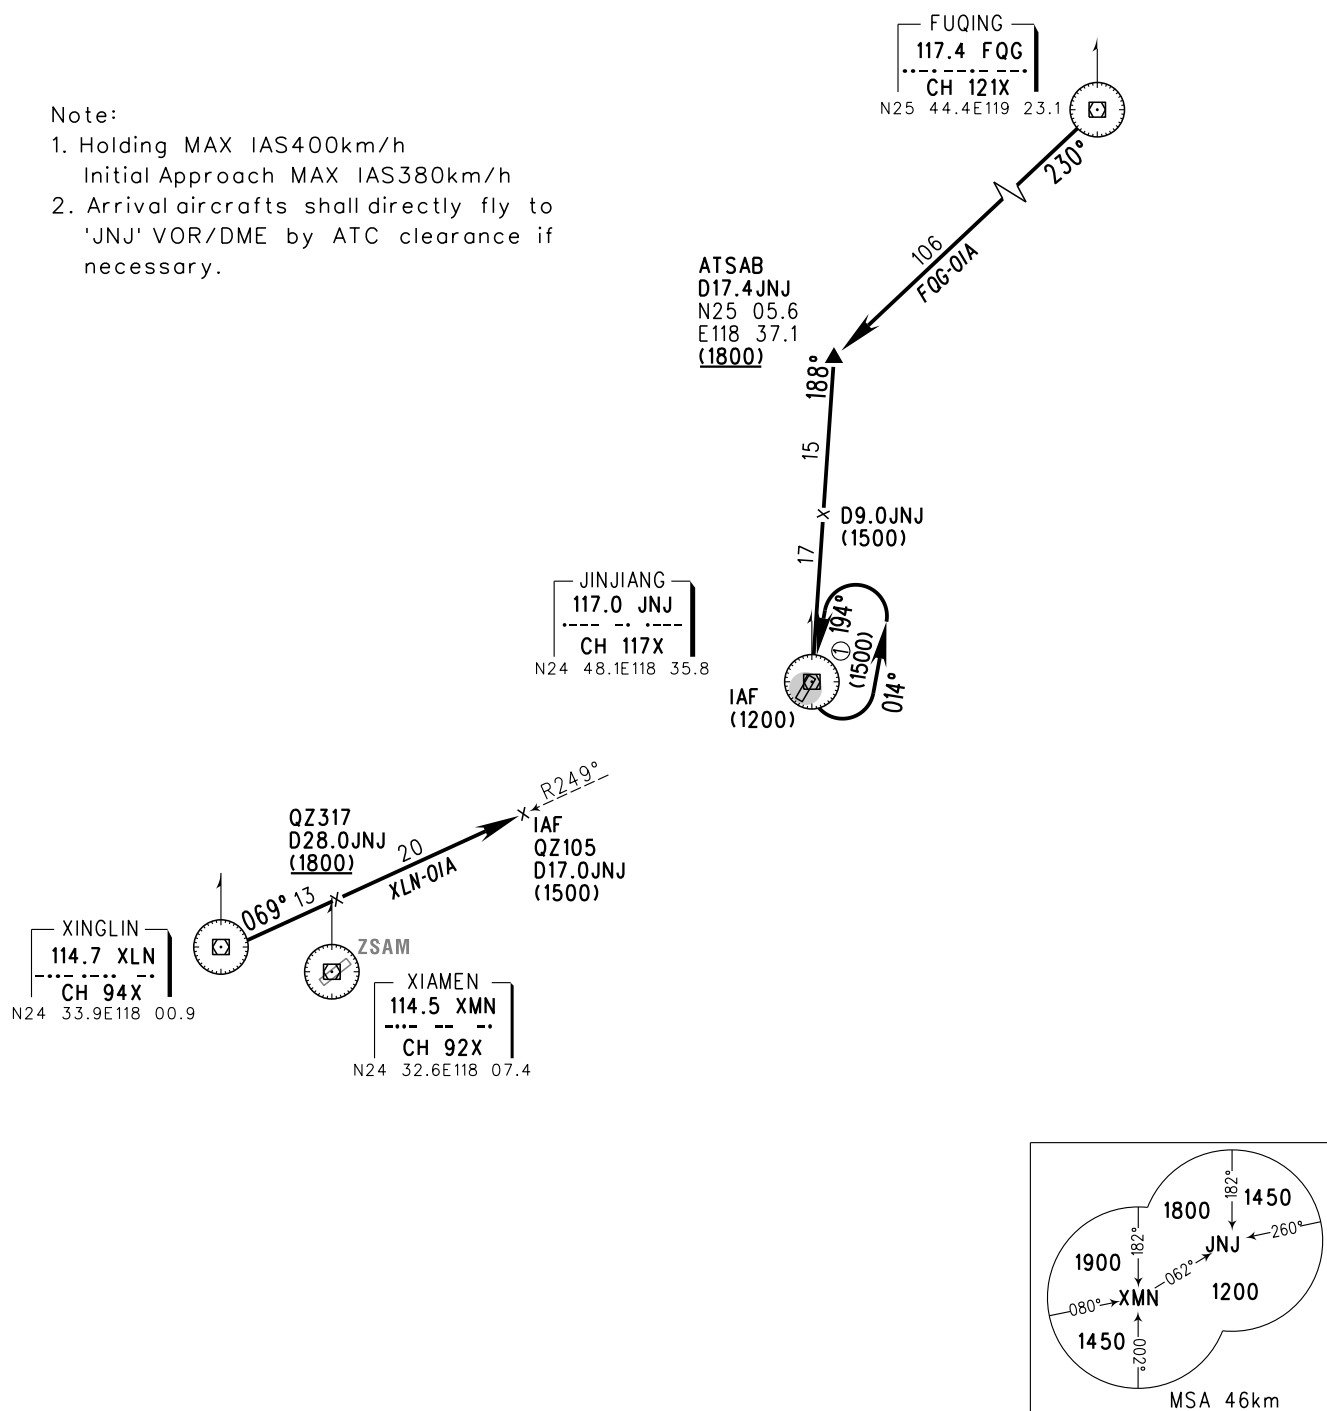 FUQING
117.4 FQG
CH 121X
N25 44.4E119 23.1
Note:
1. Holding MAX IAS400km/h
Initial Approach MAX IAS380km/h
2. Arrival aircrafts shall directly fly to
'JNJ' VOR/DME by ATC clearance if
necessary.
230°
106
FQG-01A
ATSAB
D17.4JNJ
N25 05.6
E118 37.1
(1800)
188°
15
D9.0JNJ
(1500)
17
JINJIANG
117.0 JNJ
CH 117X
N24 48.1E118 35.8
194°
① (1500)
014°
IAF
(1200)
R249°
QZ317
D28.0JNJ
(1800)
IAF
QZ105
D17.0JNJ
(1500)
20
XLN-01A
069° 13
XINGLIN
114.7 XLN
CH 94X
N24 33.9E118 00.9
ZSAM
XIAMEN
114.5 XMN
CH 92X
N24 32.6E118 07.4
182°
1450
1800
260°
JNJ
182°
1900
062°
1200
080°
XMN
1450
002°
MSA 46km